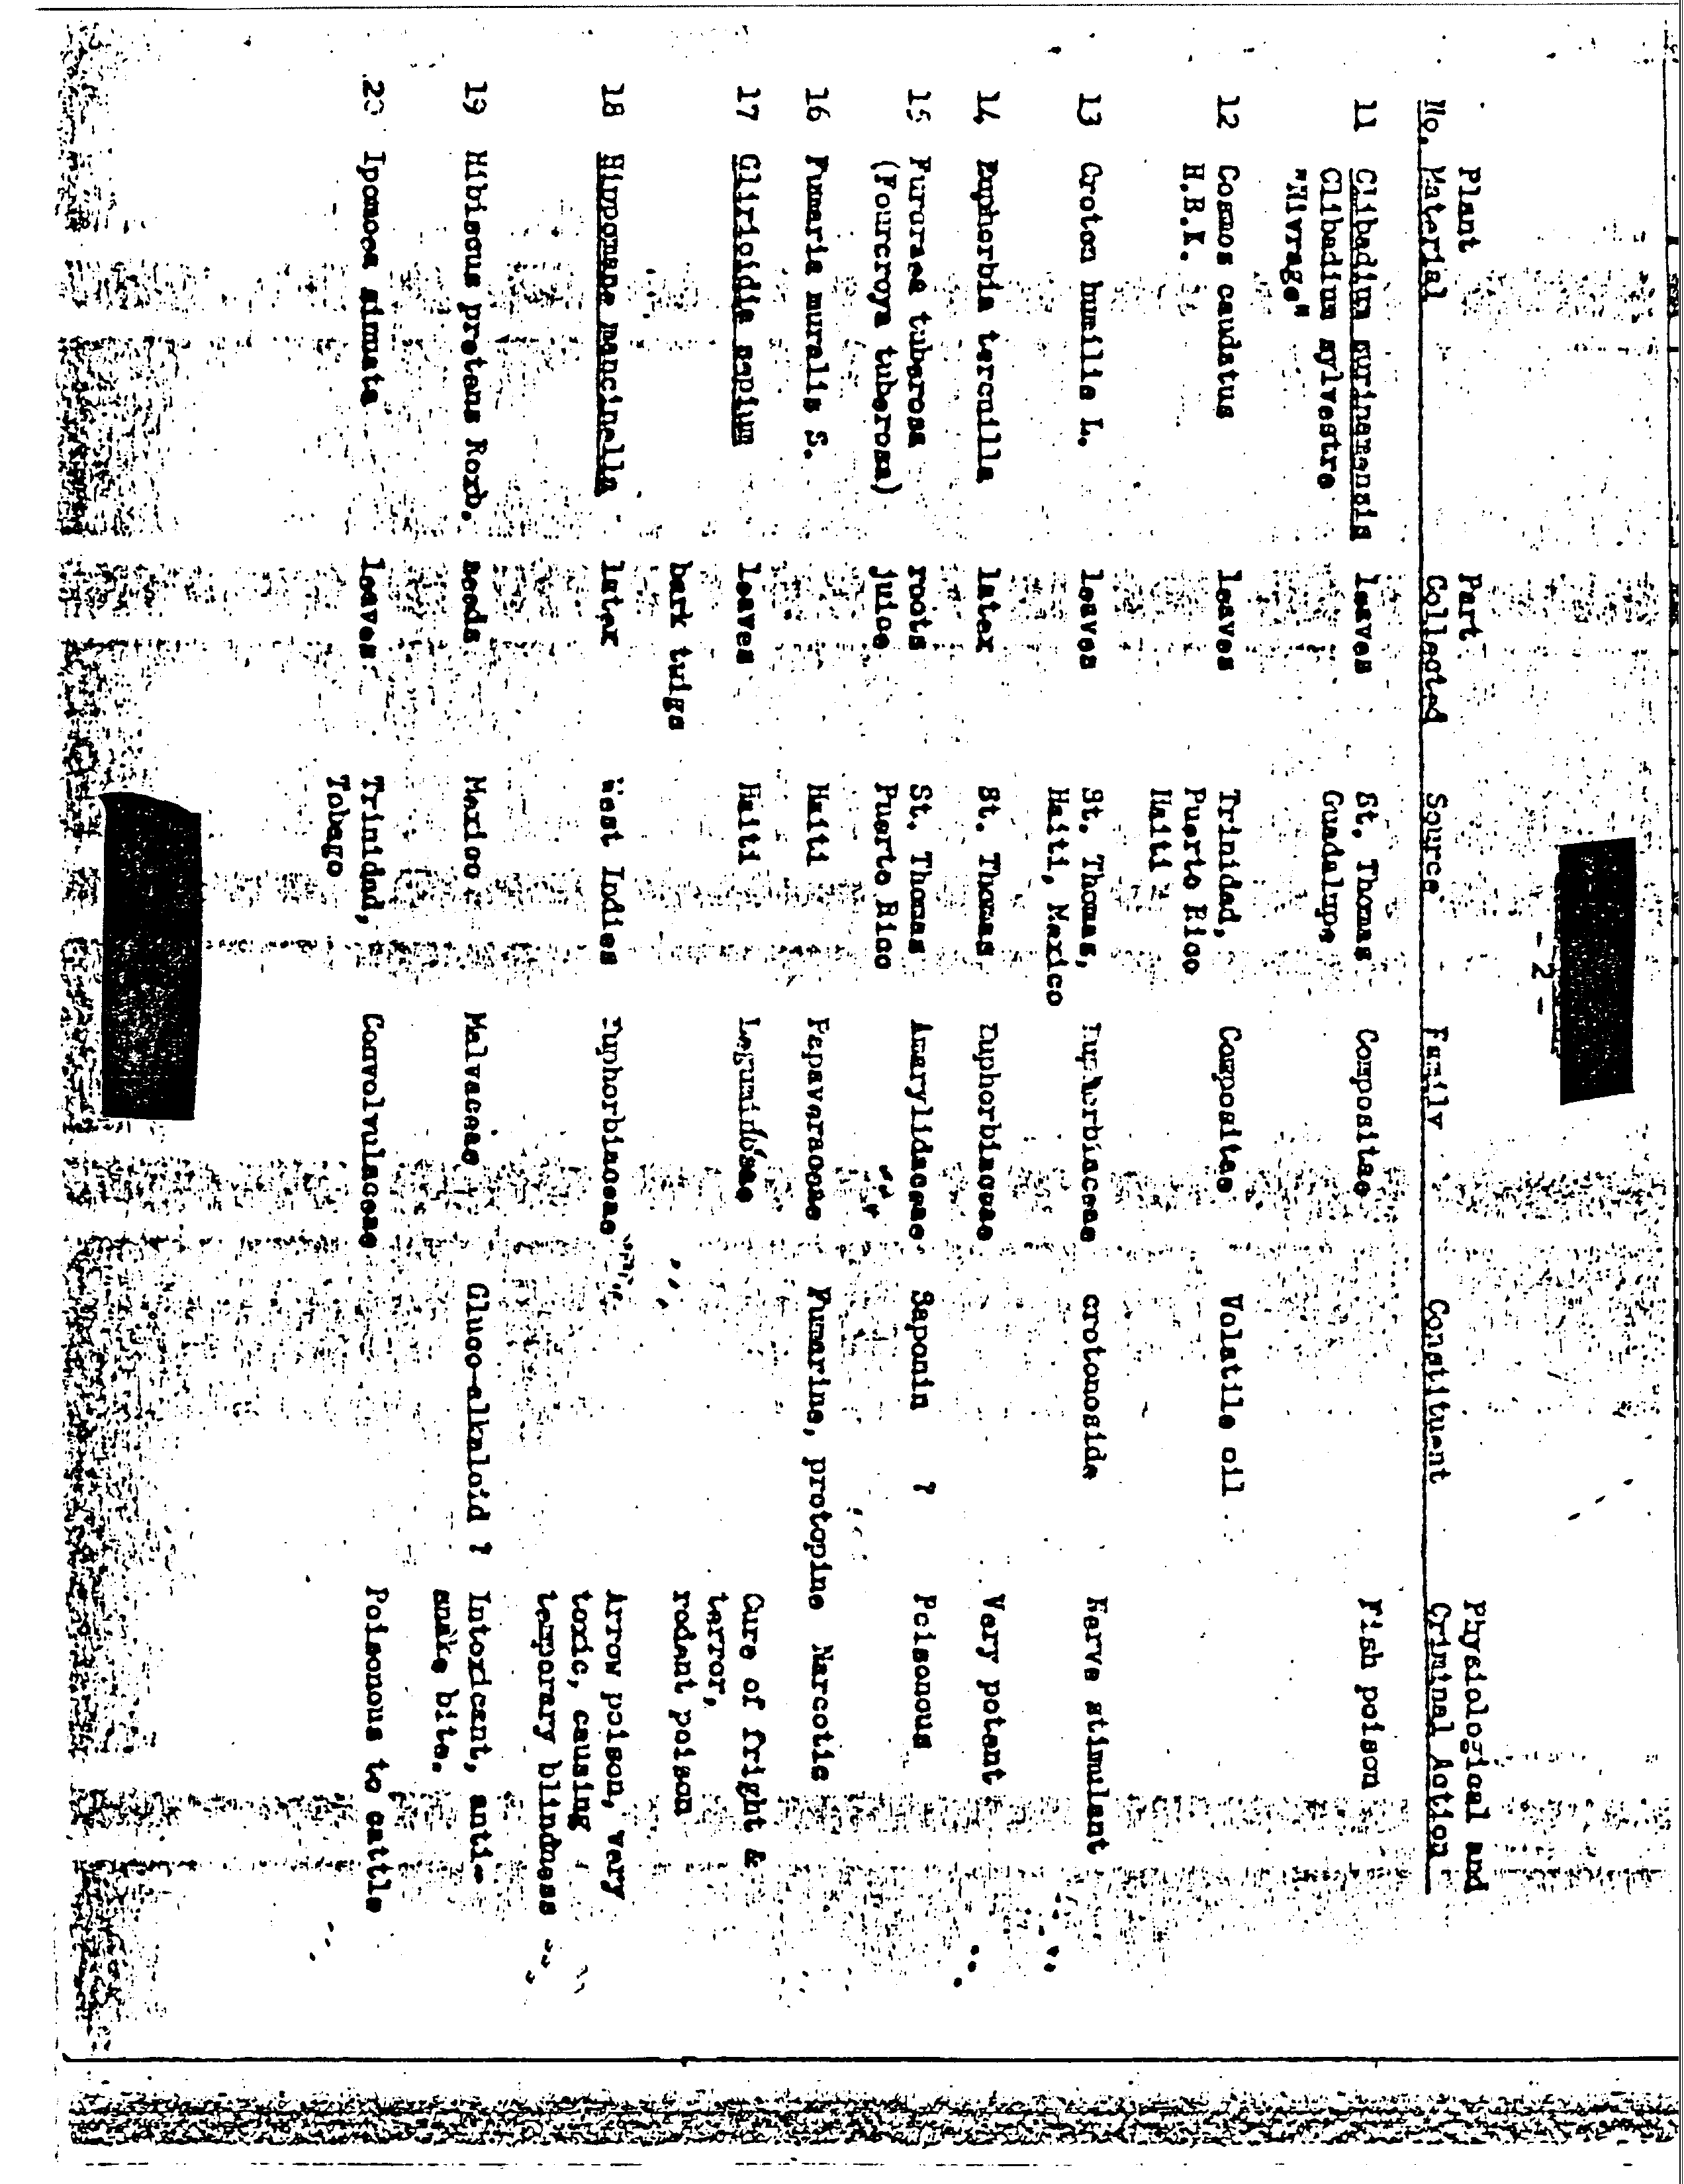 - 2 -
Plant Part Physiological and
No. Material Collected Source Family Constituent Criminal Action
11 Clibadium surinamensis leaves St. Thomas Compositae Fish poison
Clibadium sylvestre Guadalupe
"Nivrage"
12 Cosmos caudatus leaves Trinidad, Compositae Volatile oil
H.B.K. Puerto Rico
Haiti
13 Croton humilis L. leaves St. Thomas, Euphorbiaceae crotonoside Nerve stimulant
Haiti, Mexico
14 Euphorbia tercnilla latex St. Thomas Euphorbiaceae Very potent
15 Furcraea tuberosa roots St. Thomas Amaryllidaceae Saponin ? Poisonous
(Fourcroya tuberosa) juice Puerto Rico
16 Fumaria muralis S. Haiti Papavaraceae Fumarine, protopine Narcotic
17 Gliricidia sepium leaves Haiti Leguminosae Cure of fright &
terror,
bark twigs rodent poison
18 Hippomane mancinella latex West Indies Euphorbiaceae Arrow poison, very
toxic, causing
temporary blindness
19 Hibiscus pretens Roxb. seeds Mexico Malvaceae Gluco-alkaloid ? Intoxicant, anti-
snake bite.
20 Ipomoea sinuata leaves Trinidad, Convolvulaceae Poisonous to cattle
Tobago